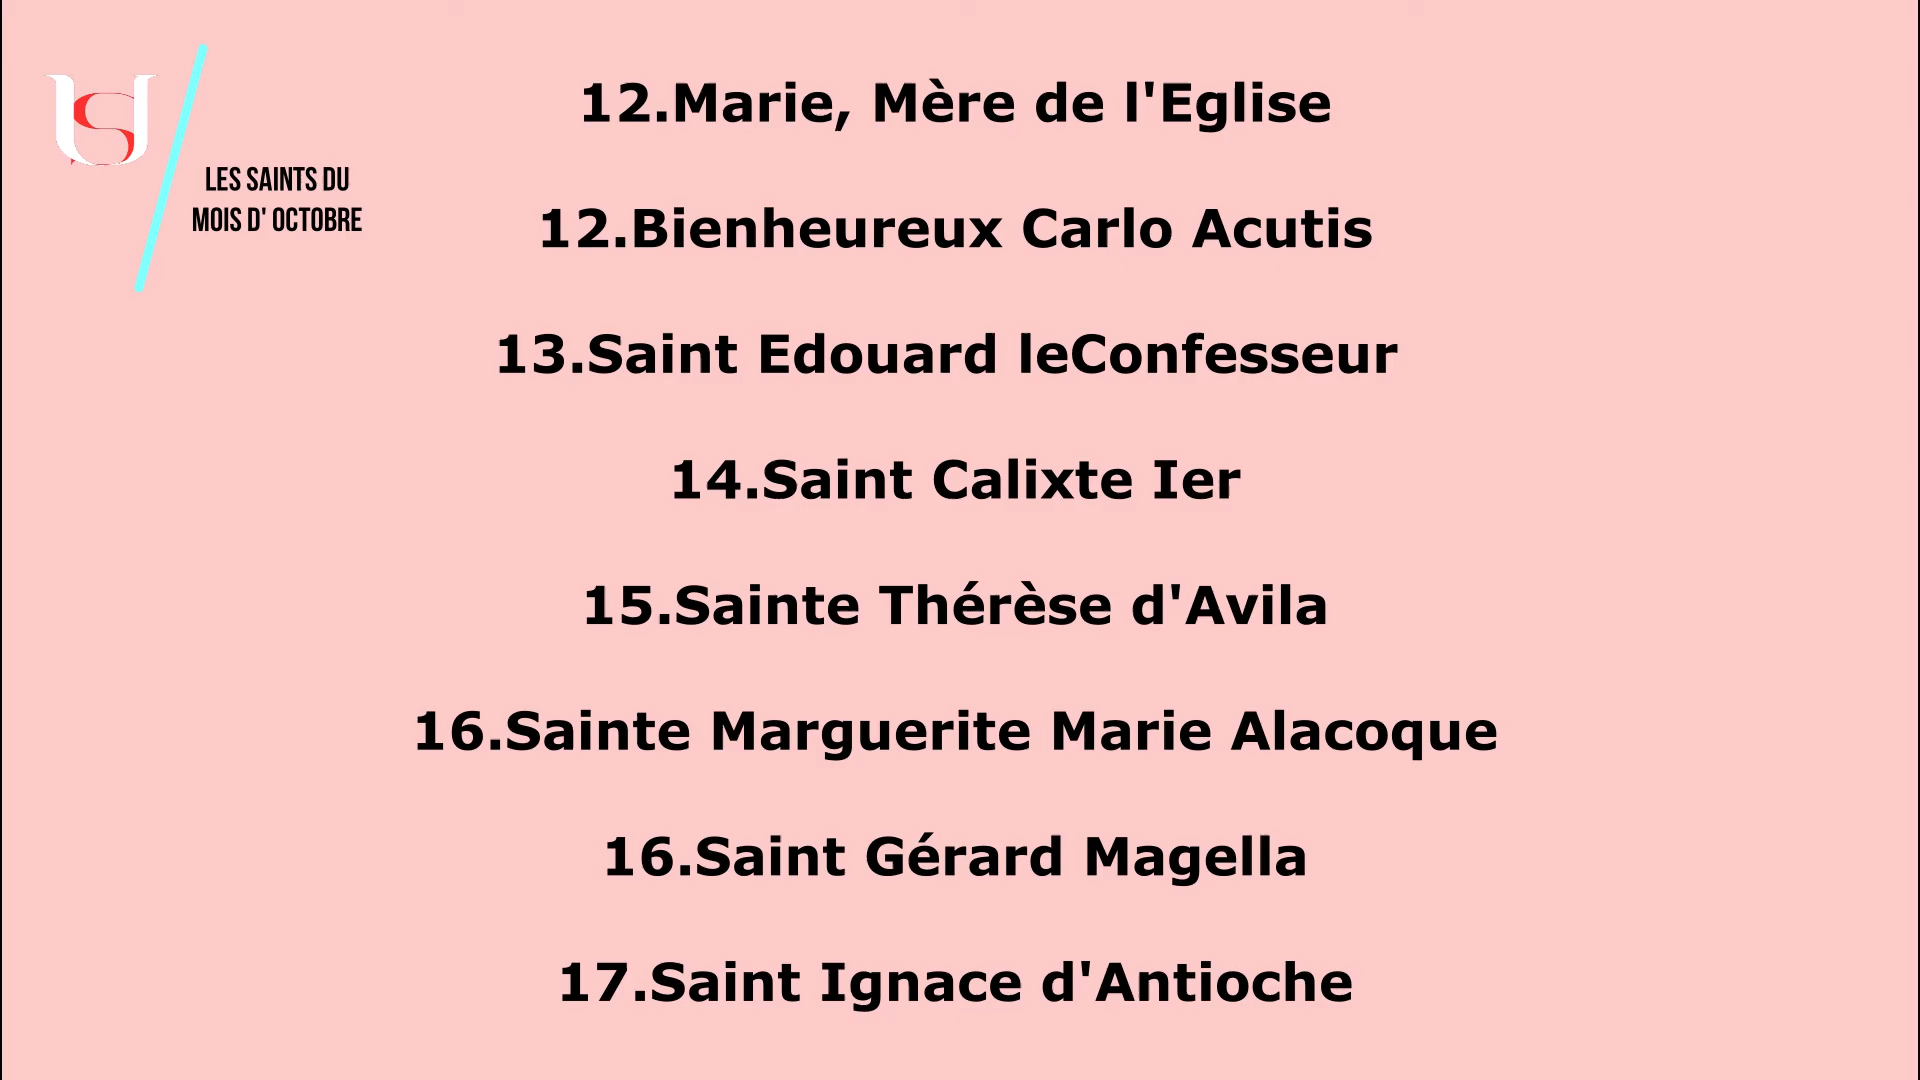 US
LES SAINTS DU
MOIS D' OCTOBRE
12.Marie, Mère de l'Eglise
12.Bienheureux Carlo Acutis
13.Saint Edouard leConfesseur
14.Saint Calixte Ier
15.Sainte Thérèse d'Avila
16.Sainte Marguerite Marie Alacoque
16.Saint Gérard Magella
17.Saint Ignace d'Antioche